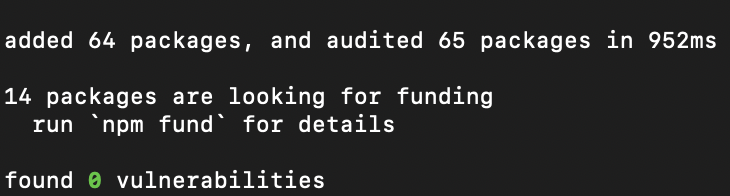 added 64 packages, and audited 65 packages in 952ms
14 packages are looking for funding
  run `npm fund` for details
found 0 vulnerabilities